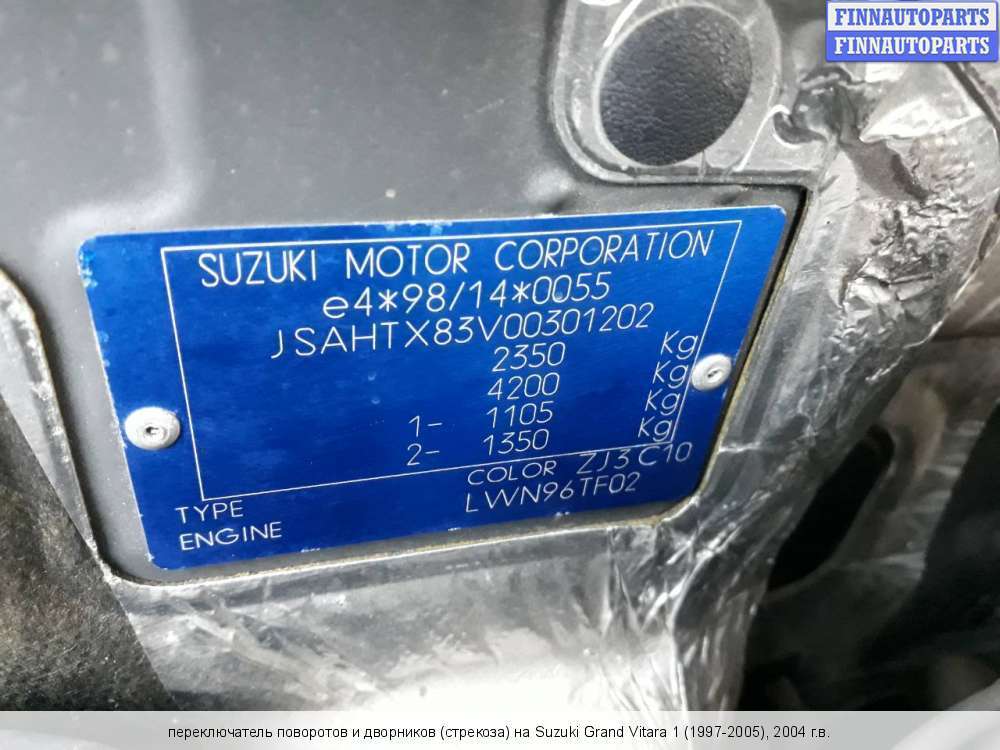 FINNAUTOPARTS
FINNAUTOPARTS
SUZUKI MOTOR CORPORATION
e4*98/14*0055
JSAHTX83V00301202
2350 Kg
4200 Kg
1- 1105 Kg
2- 1350 Kg
COLOR ZJ3 C10
TYPE LWN96TF02
ENGINE
переключатель поворотов и дворников (стрекоза) на Suzuki Grand Vitara 1 (1997-2005), 2004 г.в.